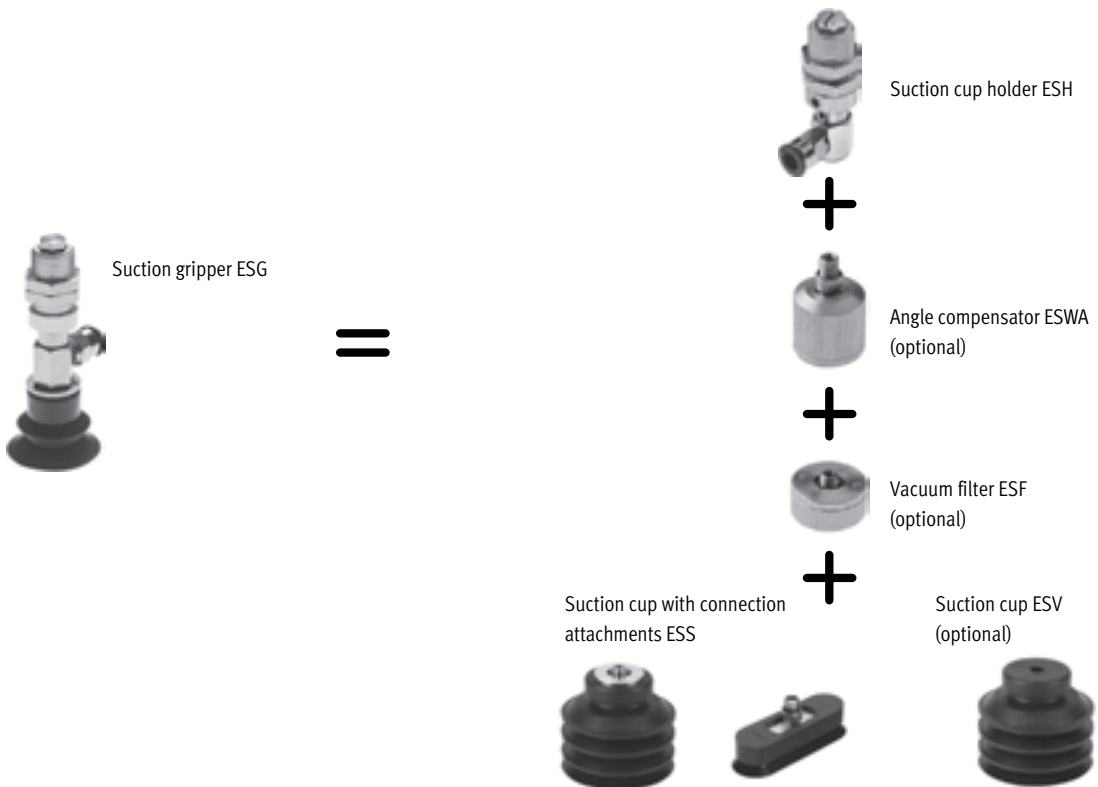 Suction cup holder ESH
Suction gripper ESG
Angle compensator ESWA
(optional)
Vacuum filter ESF
(optional)
Suction cup with connection
attachments ESS
Suction cup ESV
(optional)